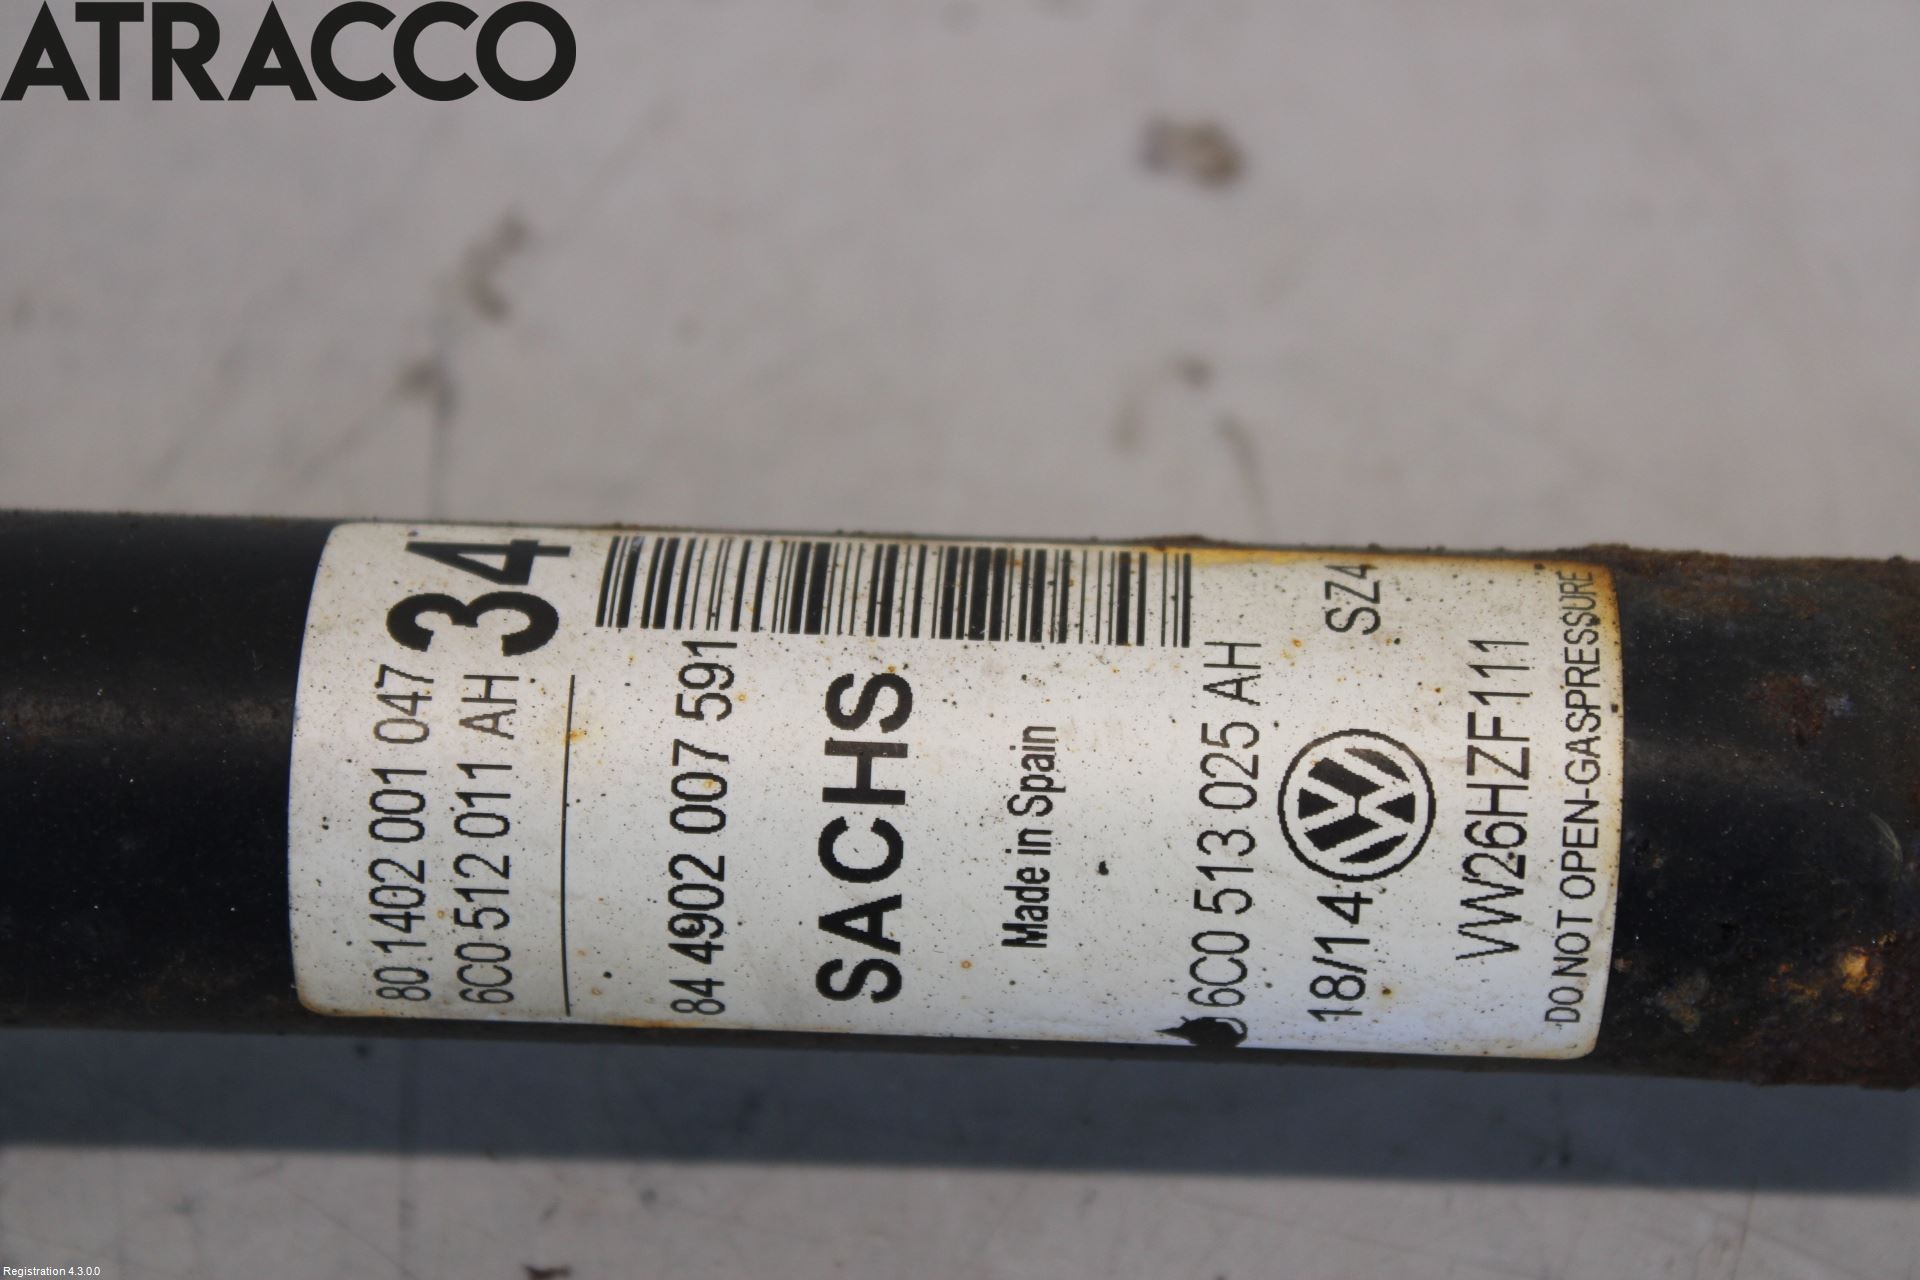 ATRACCO
80 1402 001 047
6C0 512 011 AH
34
84 4902 007 591
SACHS
Made in Spain
6C0 513 025 AH
18/14 SZ4
VW26HZF111
DO NOT OPEN-GASPRESSURE
Registration 4.3.0.0